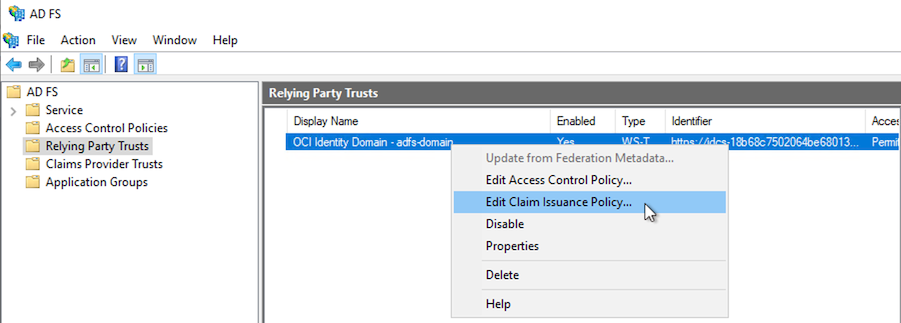 AD FS
File Action View Window Help
AD FS
Service
Access Control Policies
Relying Party Trusts
Claims Provider Trusts
Application Groups
Relying Party Trusts
Display Name Enabled Type Identifier Acces
OCI Identity Domain - adfs-domain Yes WS-T... https://idcs-18b68c7502064be68013... Permi
Update from Federation Metadata...
Edit Access Control Policy...
Edit Claim Issuance Policy...
Disable
Properties
Delete
Help